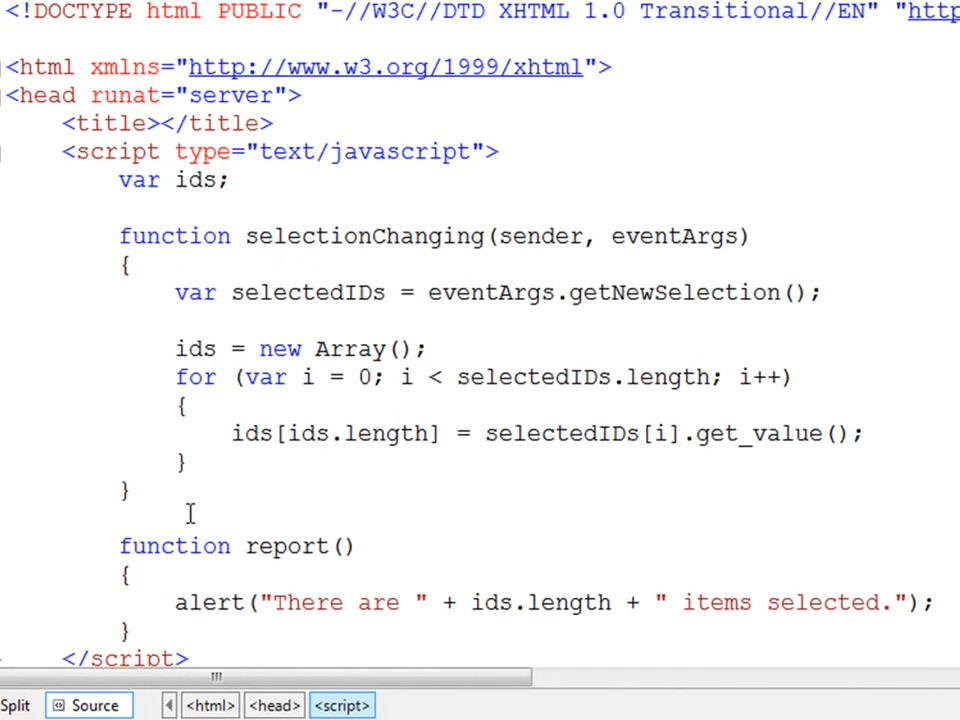 <!DOCTYPE html PUBLIC "-//W3C//DTD XHTML 1.0 Transitional//EN" "http
<html xmlns="http://www.w3.org/1999/xhtml">
<head runat="server">
<title></title>
<script type="text/javascript">
var ids;
function selectionChanging(sender, eventArgs)
{
var selectedIDs = eventArgs.getNewSelection();
ids = new Array();
for (var i = 0; i < selectedIDs.length; i++)
{
ids[ids.length] = selectedIDs[i].get_value();
}
}
function report()
{
alert("There are " + ids.length + " items selected.");
}
</script>
Split Source <html> <head> <script>